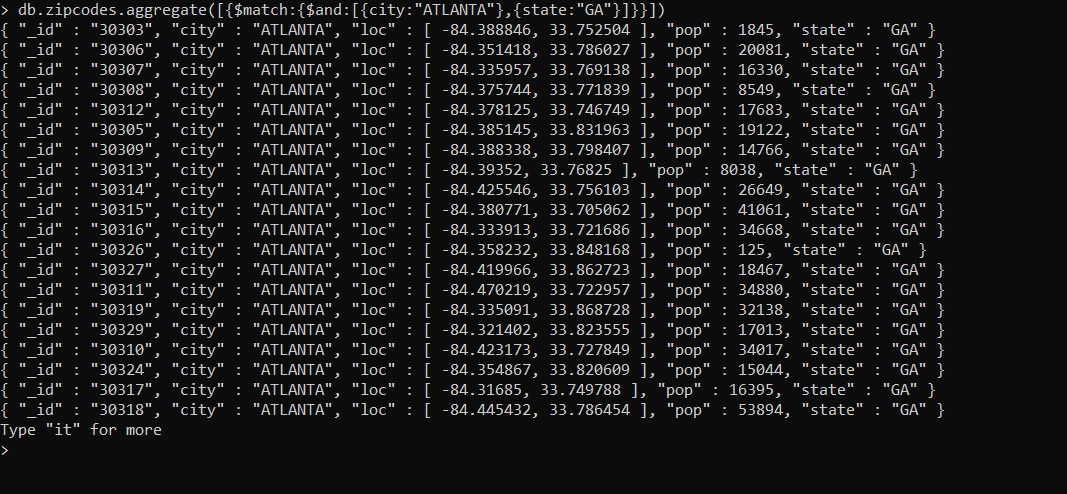 > db.zipcodes.aggregate([{$match:{$and:[{city:"ATLANTA"},{state:"GA"}]}}])
{ "_id" : "30303", "city" : "ATLANTA", "loc" : [ -84.388846, 33.752504 ], "pop" : 1845, "state" : "GA" }
{ "_id" : "30306", "city" : "ATLANTA", "loc" : [ -84.351418, 33.786027 ], "pop" : 20081, "state" : "GA" }
{ "_id" : "30307", "city" : "ATLANTA", "loc" : [ -84.335957, 33.769138 ], "pop" : 16330, "state" : "GA" }
{ "_id" : "30308", "city" : "ATLANTA", "loc" : [ -84.375744, 33.771839 ], "pop" : 8549, "state" : "GA" }
{ "_id" : "30312", "city" : "ATLANTA", "loc" : [ -84.378125, 33.746749 ], "pop" : 17683, "state" : "GA" }
{ "_id" : "30305", "city" : "ATLANTA", "loc" : [ -84.385145, 33.831963 ], "pop" : 19122, "state" : "GA" }
{ "_id" : "30309", "city" : "ATLANTA", "loc" : [ -84.388338, 33.798407 ], "pop" : 14766, "state" : "GA" }
{ "_id" : "30313", "city" : "ATLANTA", "loc" : [ -84.39352, 33.76825 ], "pop" : 8038, "state" : "GA" }
{ "_id" : "30314", "city" : "ATLANTA", "loc" : [ -84.425546, 33.756103 ], "pop" : 26649, "state" : "GA" }
{ "_id" : "30315", "city" : "ATLANTA", "loc" : [ -84.380771, 33.705062 ], "pop" : 41061, "state" : "GA" }
{ "_id" : "30316", "city" : "ATLANTA", "loc" : [ -84.333913, 33.721686 ], "pop" : 34668, "state" : "GA" }
{ "_id" : "30326", "city" : "ATLANTA", "loc" : [ -84.358232, 33.848168 ], "pop" : 125, "state" : "GA" }
{ "_id" : "30327", "city" : "ATLANTA", "loc" : [ -84.419966, 33.862723 ], "pop" : 18467, "state" : "GA" }
{ "_id" : "30311", "city" : "ATLANTA", "loc" : [ -84.470219, 33.722957 ], "pop" : 34880, "state" : "GA" }
{ "_id" : "30319", "city" : "ATLANTA", "loc" : [ -84.335091, 33.868728 ], "pop" : 32138, "state" : "GA" }
{ "_id" : "30329", "city" : "ATLANTA", "loc" : [ -84.321402, 33.823555 ], "pop" : 17013, "state" : "GA" }
{ "_id" : "30310", "city" : "ATLANTA", "loc" : [ -84.423173, 33.727849 ], "pop" : 34017, "state" : "GA" }
{ "_id" : "30324", "city" : "ATLANTA", "loc" : [ -84.354867, 33.820609 ], "pop" : 15044, "state" : "GA" }
{ "_id" : "30317", "city" : "ATLANTA", "loc" : [ -84.31685, 33.749788 ], "pop" : 16395, "state" : "GA" }
{ "_id" : "30318", "city" : "ATLANTA", "loc" : [ -84.445432, 33.786454 ], "pop" : 53894, "state" : "GA" }
Type "it" for more
>